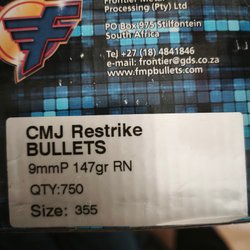 Frontier Metal
Processing (Pty) Ltd
PO Box(975)Stilfontein
South Africa
Tel +27 (18) 4841846
e-mail: frontier@gds.co.za
www.fmpbullets.com
CMJ Restrike
BULLETS
9mmP 147gr RN
QTY:750
Size: 355